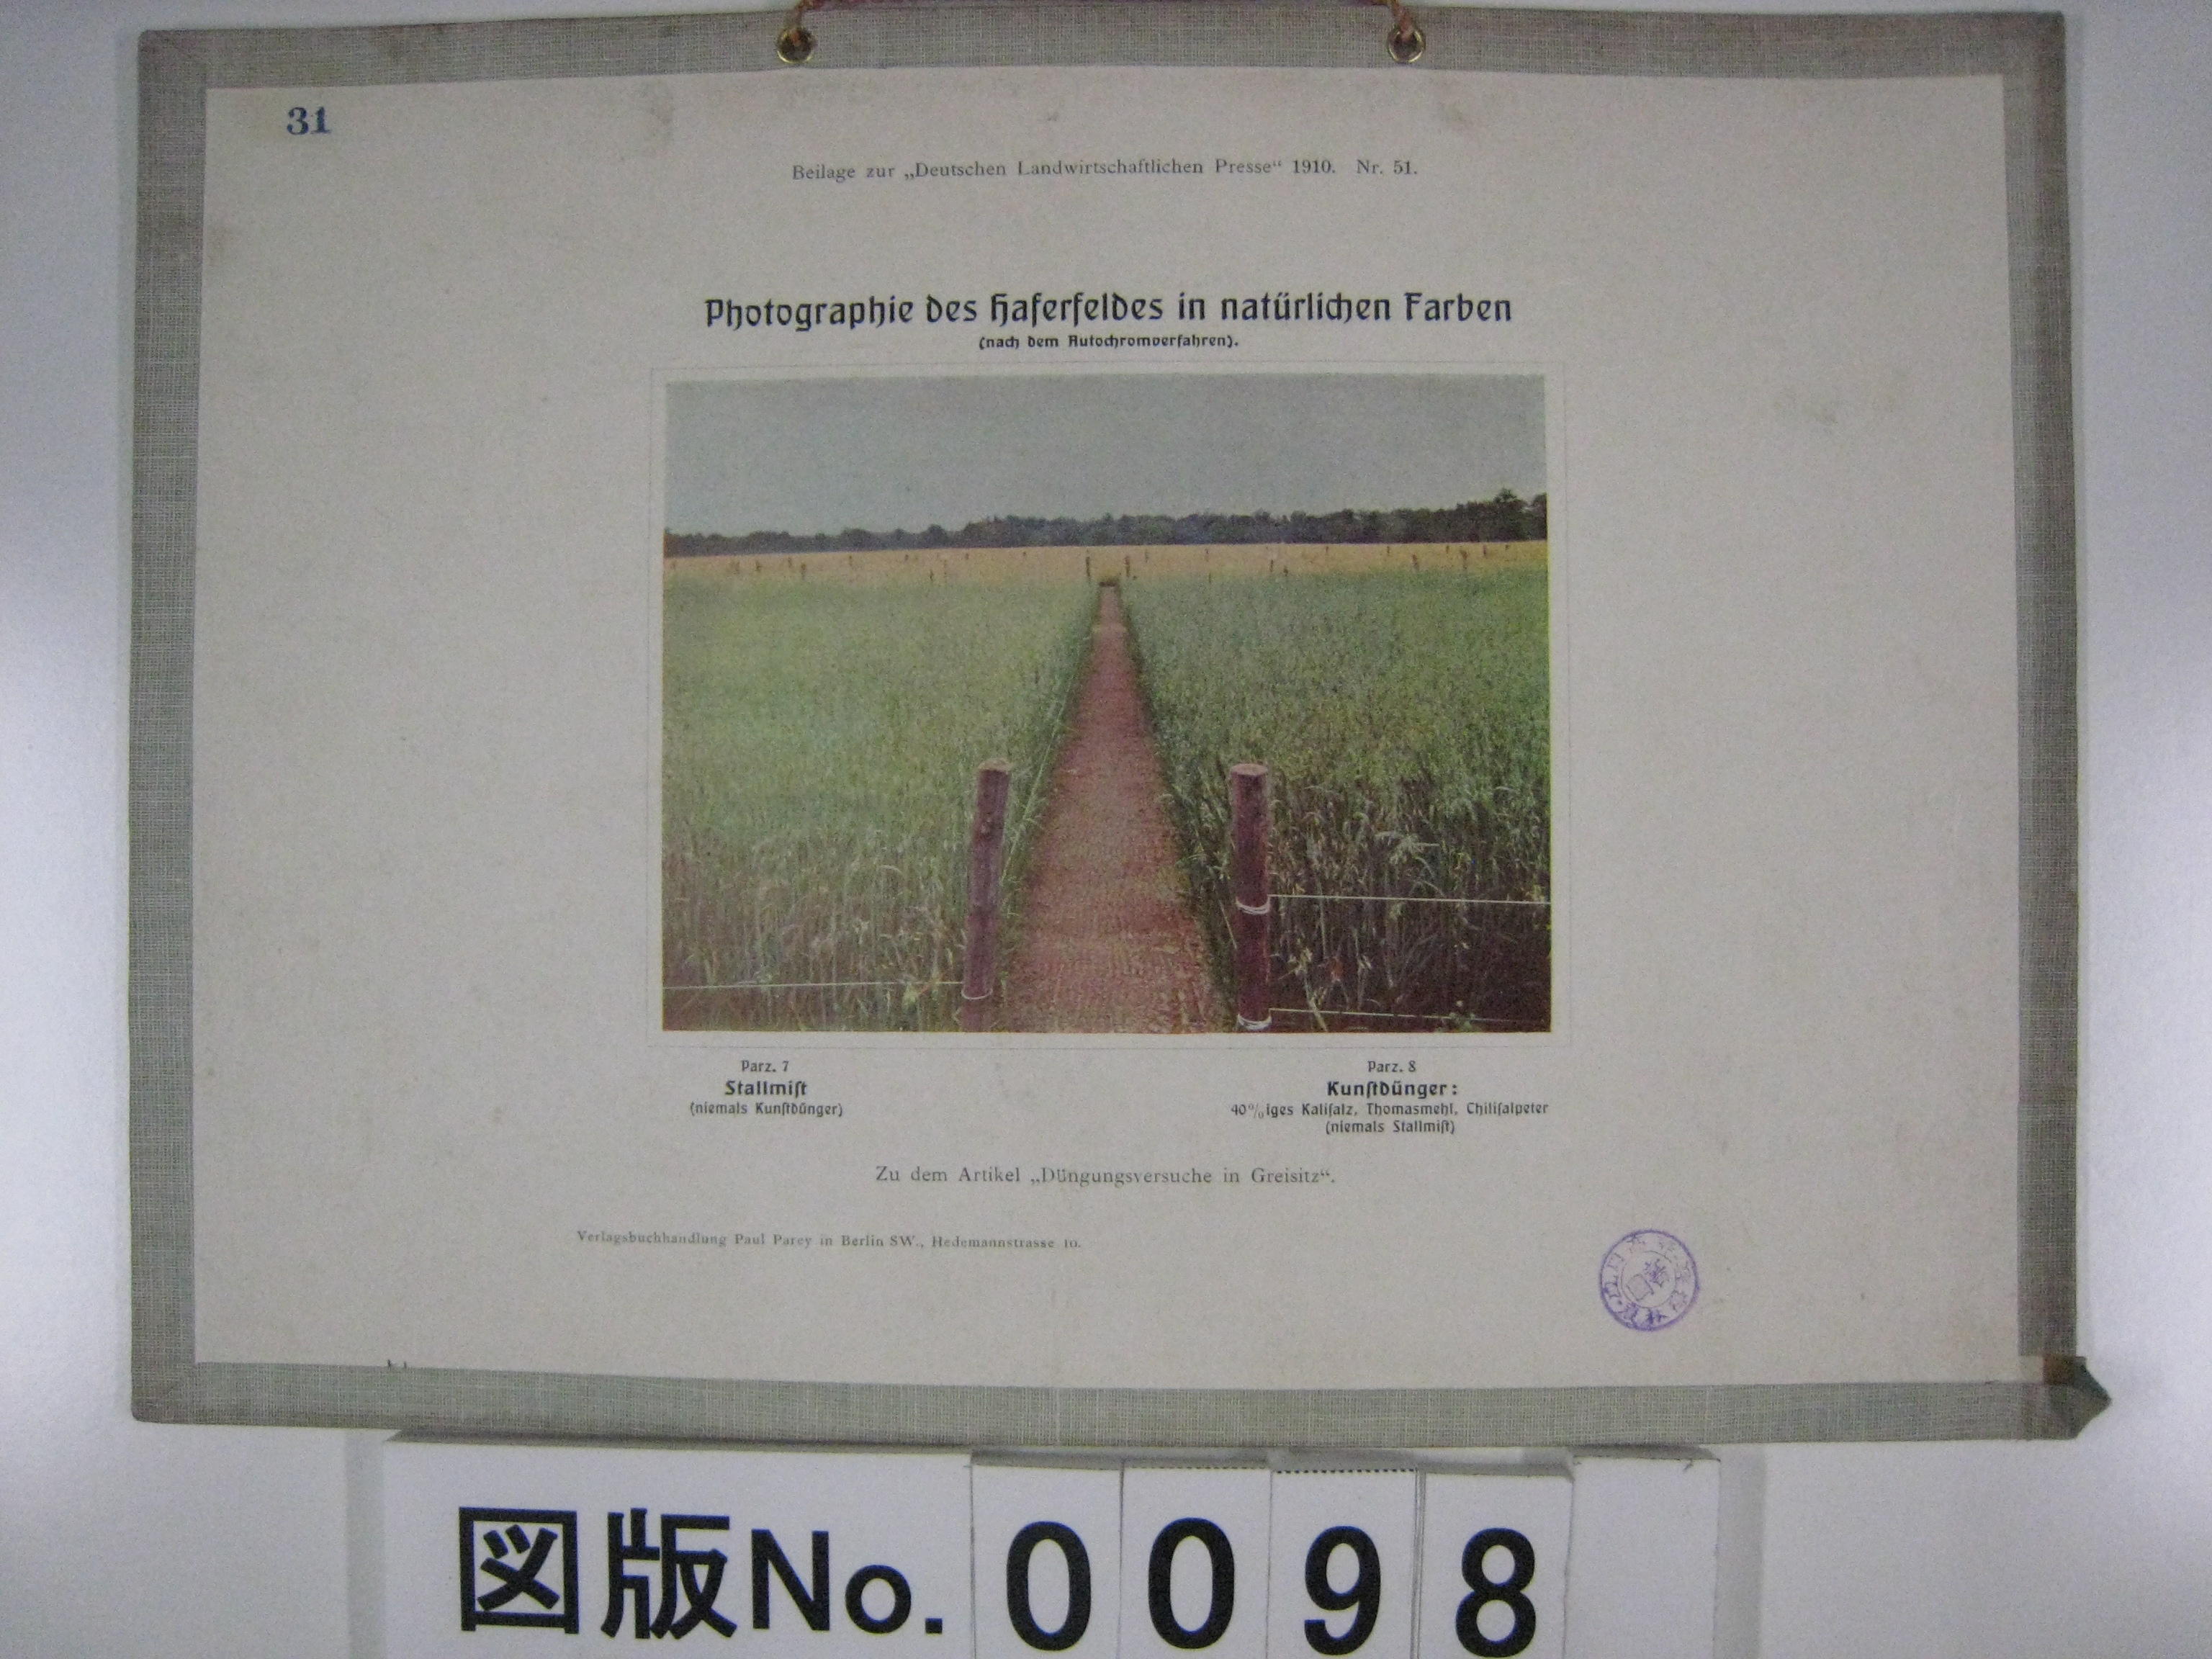 31
Beilage zur „Deutschen Landwirtschaftlichen Presse“ 1910. Nr. 51.
Photographie des Haferfeldes in natürlichen Farben
(nach dem Autochromverfahren).
Parz. 7
Stallmiſt
(niemals Kunſtdünger)
Parz. 8
Kunſtdünger:
40%iges Kaliſalz, Thomasmehl, Chiliſalpeter
(niemals Stallmiſt)
Zu dem Artikel „Düngungsversuche in Greisitz“.
Verlagsbuchhandlung Paul Parey in Berlin SW., Hedemannstrasse 10.
図版No. 0098